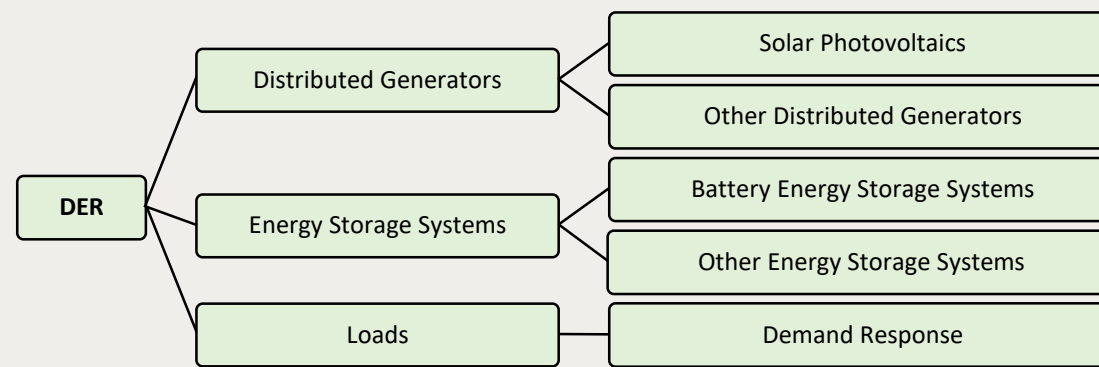 DER
Distributed Generators
Solar Photovoltaics
Other Distributed Generators
Energy Storage Systems
Battery Energy Storage Systems
Other Energy Storage Systems
Loads
Demand Response